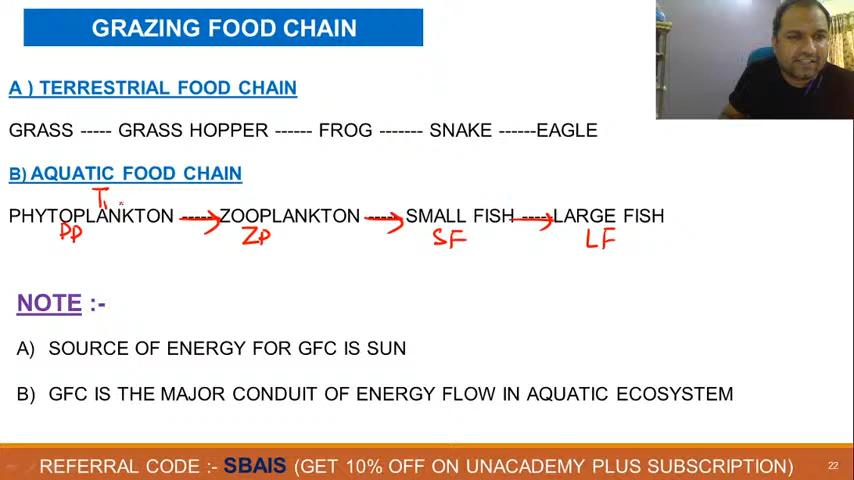 GRAZING FOOD CHAIN
A ) TERRESTRIAL FOOD CHAIN
GRASS ----- GRASS HOPPER ------ FROG ------- SNAKE ------EAGLE
B) AQUATIC FOOD CHAIN
T1
PHYTOPLANKTON ----- ZOOPLANKTON ----- SMALL FISH ---- LARGE FISH
PP ZP SF LF
NOTE :-
A) SOURCE OF ENERGY FOR GFC IS SUN
B) GFC IS THE MAJOR CONDUIT OF ENERGY FLOW IN AQUATIC ECOSYSTEM
REFERRAL CODE :- SBAIS (GET 10% OFF ON UNACADEMY PLUS SUBSCRIPTION) 22